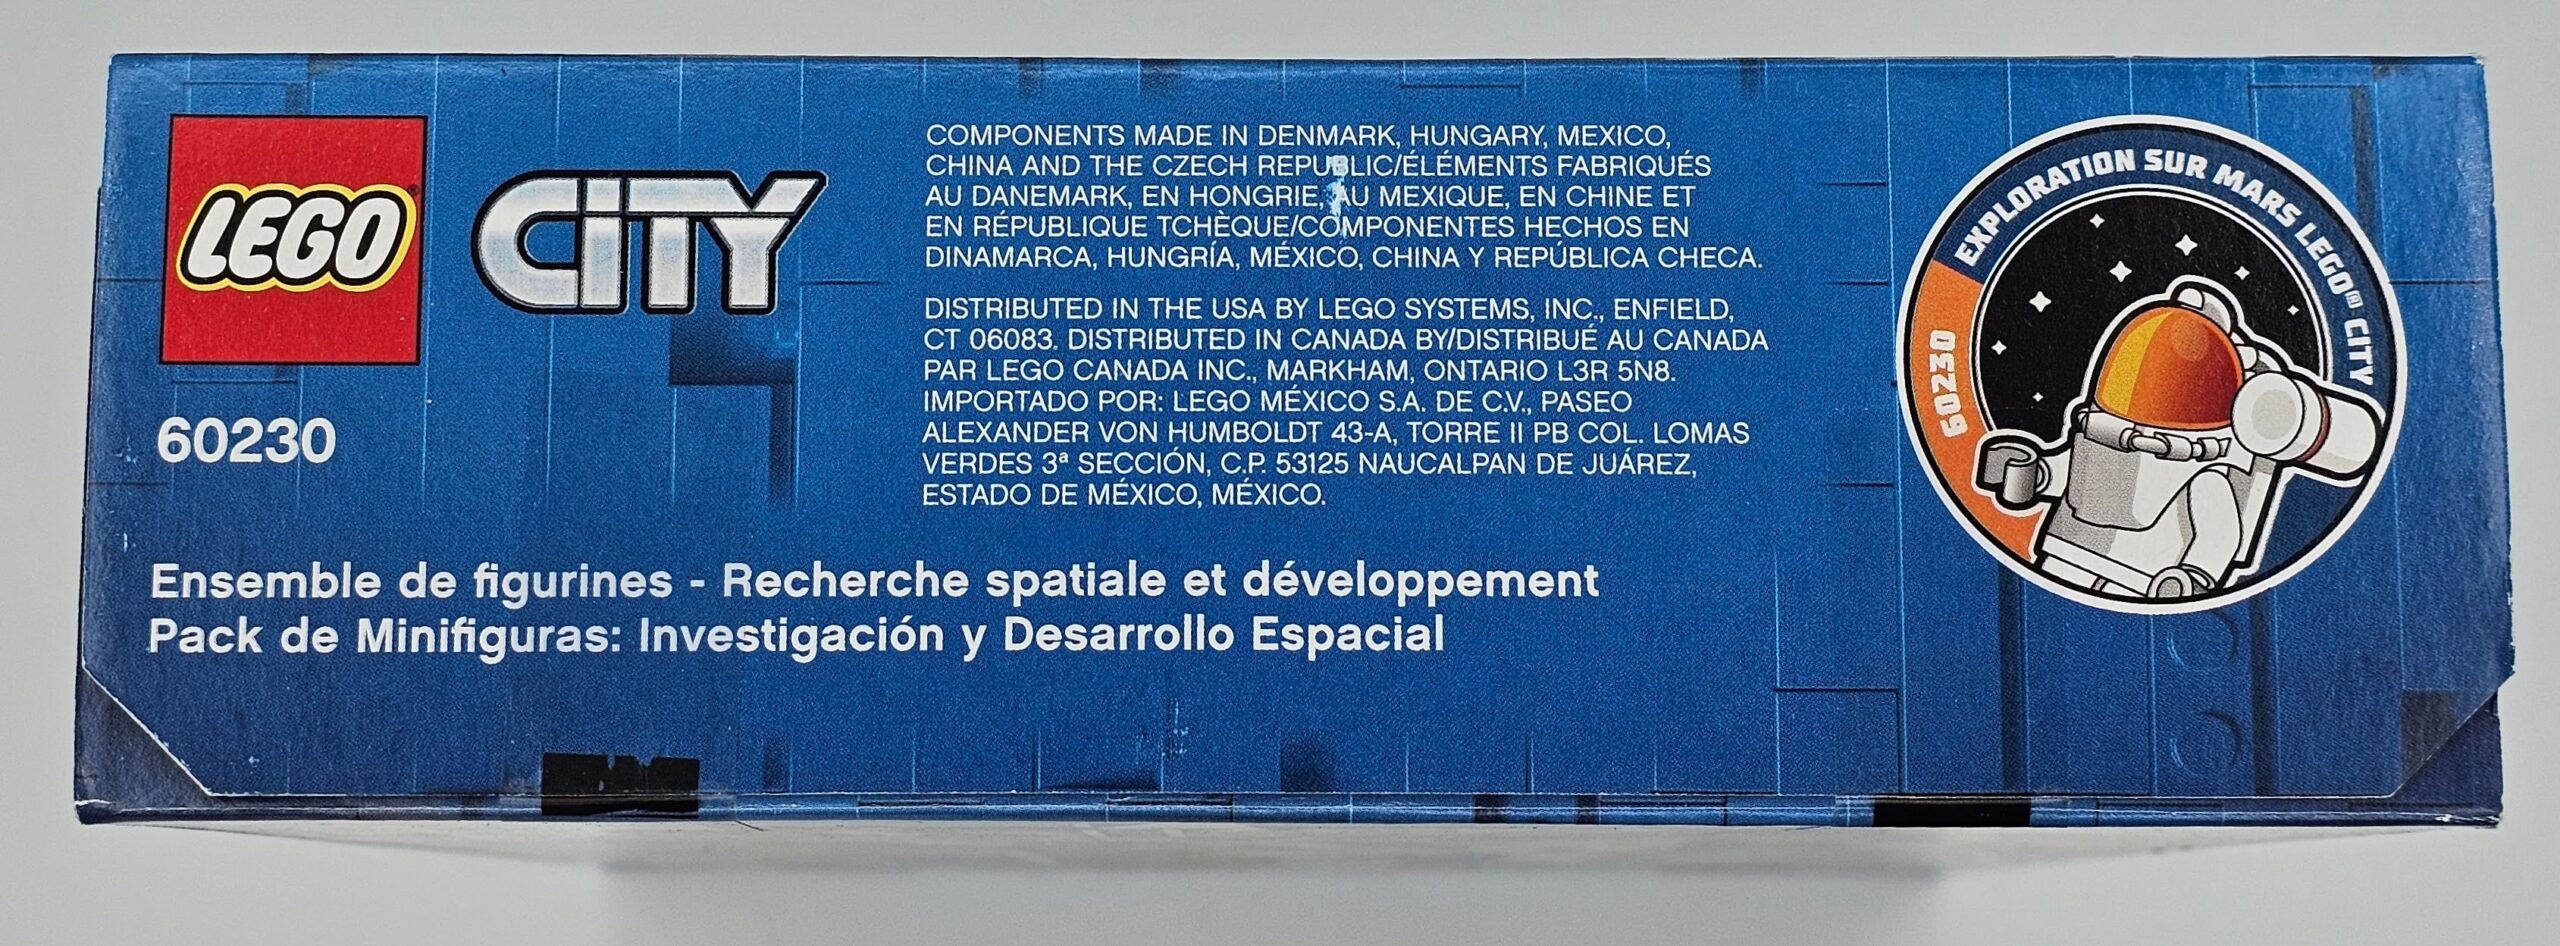 LEGO
CITY
60230
COMPONENTS MADE IN DENMARK, HUNGARY, MEXICO,
CHINA AND THE CZECH REPUBLIC/ÉLÉMENTS FABRIQUÉS
AU DANEMARK, EN HONGRIE, AU MEXIQUE, EN CHINE ET
EN RÉPUBLIQUE TCHÈQUE/COMPONENTES HECHOS EN
DINAMARCA, HUNGRÍA, MÉXICO, CHINA Y REPÚBLICA CHECA.
DISTRIBUTED IN THE USA BY LEGO SYSTEMS, INC., ENFIELD,
CT 06083. DISTRIBUTED IN CANADA BY/DISTRIBUÉ AU CANADA
PAR LEGO CANADA INC., MARKHAM, ONTARIO L3R 5N8.
IMPORTADO POR: LEGO MÉXICO S.A. DE C.V., PASEO
ALEXANDER VON HUMBOLDT 43-A, TORRE II PB COL. LOMAS
VERDES 3ª SECCIÓN, C.P. 53125 NAUCALPAN DE JUÁREZ,
ESTADO DE MÉXICO, MÉXICO.
Ensemble de figurines - Recherche spatiale et développement
Pack de Minifiguras: Investigación y Desarrollo Espacial
EXPLORATION SUR MARS LEGO® CITY
60230